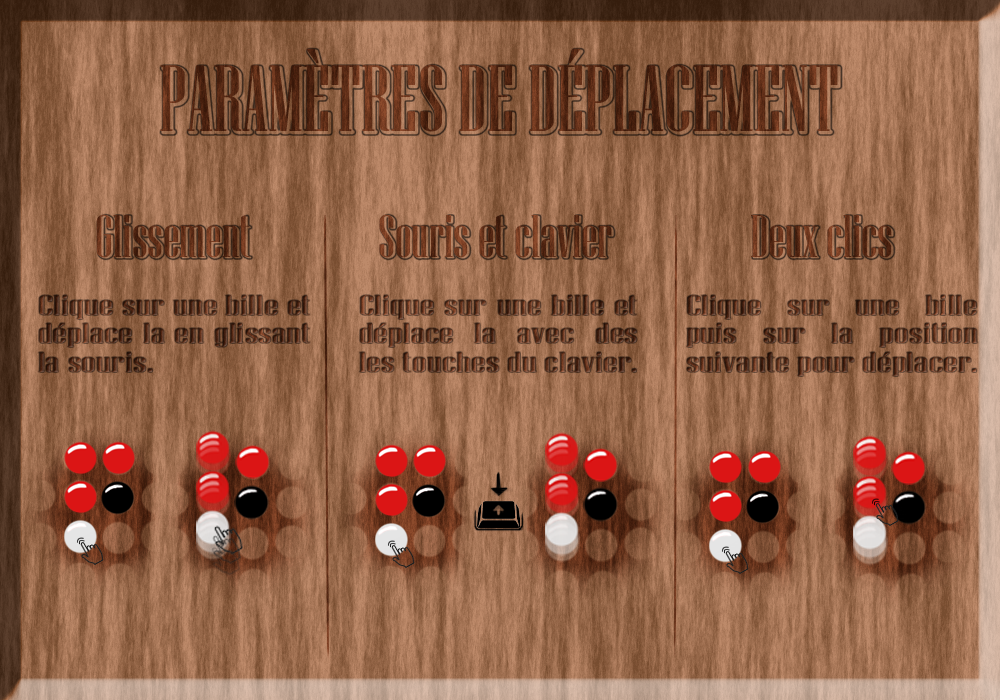 PARAMÈTRES DE DÉPLACEMENT
Glissement
Clique sur une bille et
déplace la en glissant
la souris.
Souris et clavier
Clique sur une bille et
déplace la avec des
les touches du clavier.
Deux clics
Clique sur une bille
puis sur la position
suivante pour déplacer.